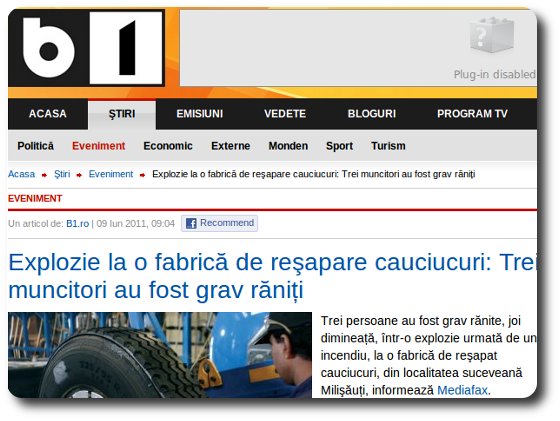 b 1
Plug-in disabled
ACASA ŞTIRI EMISIUNI VEDETE BLOGURI PROGRAM TV
Politică Eveniment Economic Externe Monden Sport Turism
Acasa Ştiri Eveniment Explozie la o fabrică de reşapare cauciucuri: Trei muncitori au fost grav răniţi
EVENIMENT
Un articol de: B1.ro | 09 Iun 2011, 09:04 Recommend
Explozie la o fabrică de reşapare cauciucuri: Trei
muncitori au fost grav răniţi
Trei persoane au fost grav rănite, joi
dimineaţă, într-o explozie urmată de un
incendiu, la o fabrică de reşapat
cauciucuri, din localitatea suceveană
Milişăuţi, informează Mediafax.